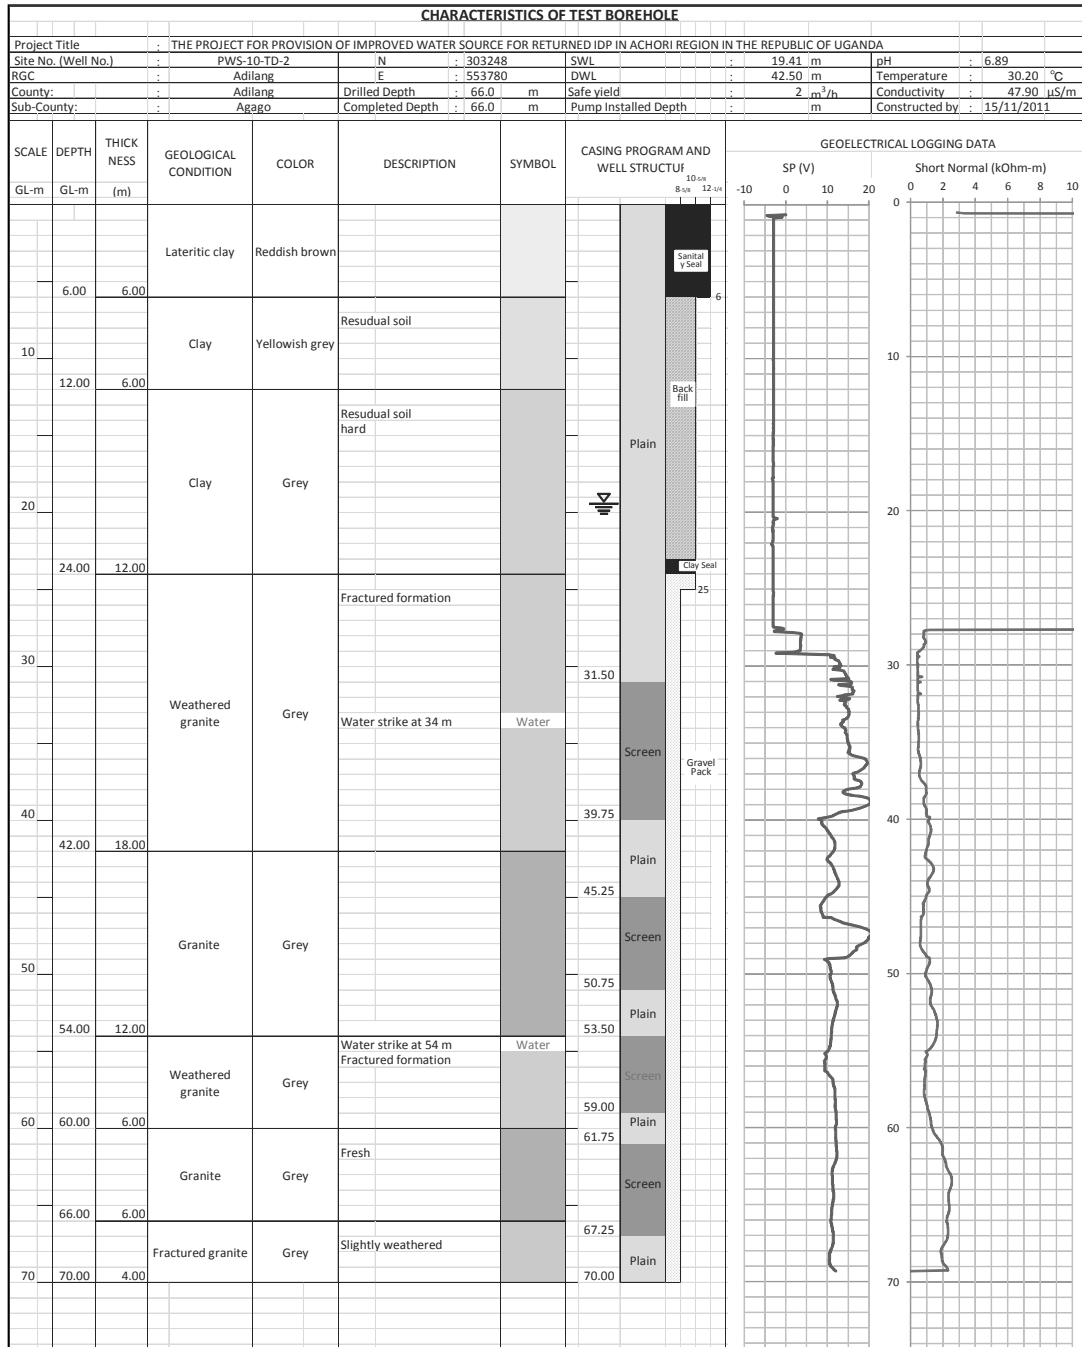 CHARACTERISTICS OF TEST BOREHOLE
Project Title : THE PROJECT FOR PROVISION OF IMPROVED WATER SOURCE FOR RETURNED IDP IN ACHORI REGION IN THE REPUBLIC OF UGANDA
Site No. (Well No.) : PWS-10-TD-2 N : 303248 SWL : 19.41 m pH : 6.89
RGC : Adilang E : 553780 DWL : 42.50 m Temperature : 30.20 ℃
County: : Adilang Drilled Depth : 66.0 m Safe yield : 2 m³/h Conductivity : 47.90 µS/m
Sub-County: : Agago Completed Depth : 66.0 m Pump Installed Depth : m Constructed by : 15/11/2011
SCALE DEPTH THICK NESS GEOLOGICAL CONDITION COLOR DESCRIPTION SYMBOL CASING PROGRAM AND WELL STRUCTUR GEOELECTRICAL LOGGING DATA
SP (V) Short Normal (kOhm-m)
GL-m GL-m (m) 8-5/8 10-5/8 12-1/4
-10 0 10 20 0 2 4 6 8 10
0
Lateritic clay Reddish brown Sanital y Seal
6.00 6.00 6
Resudual soil
Clay Yellowish grey
10 10
12.00 12.00 6.00 Back fill
Resudual soil
hard
Plain
Clay Grey
20 20
24.00 12.00 Clay Seal
25
Fractured formation
30 30
31.50
Weathered granite Grey
Water strike at 34 m Water
Screen
Gravel Pack
40 39.75 40
42.00 18.00
Plain
45.25
Granite Grey Screen
50 50.75 50
Plain
54.00 12.00 53.50
Water strike at 54 m Water
Fractured formation
Weathered granite Grey Screen
59.00
60 60.00 6.00 Plain 60
61.75
Fresh
Granite Grey Screen
66.00 6.00
67.25
Slightly weathered
Fractured granite Grey Plain
70 70.00 4.00 70.00 70